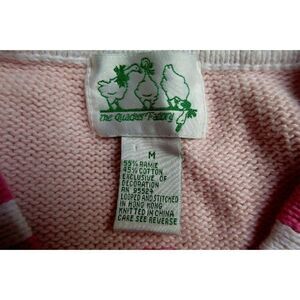 The Quacker Factory
M
55% RAMIE
45% COTTON
EXCLUSIVE OF
DECORATION
RN 95524
LOOPED AND STITCHED
IN HONG KONG
KNITTED IN CHINA
CARE SEE REVERSE